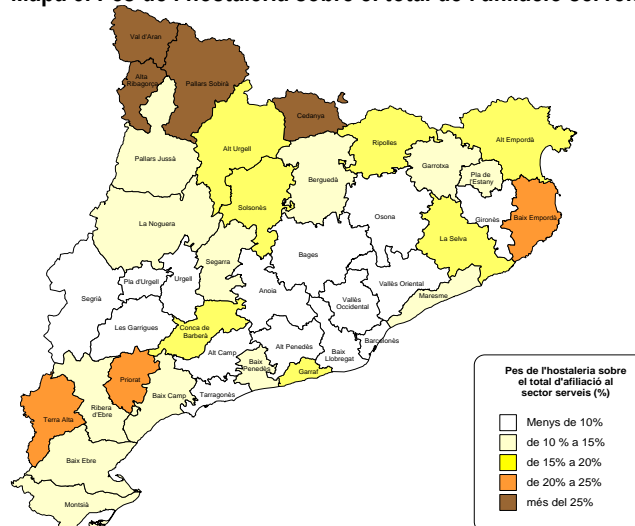 Val d'Aran
Alta
Ribagorça
Pallars Sobirà
Cerdanya
Pallars Jussà
Alt Urgell
Ripolles
Alt Empordà
Garrotxa
Pla de
l'Estany
Berguedà
Solsonès
Osona
Gironès
Baix Empordà
La Noguera
La Selva
Bages
Segarra
Segrià
Pla d'Urgell
Urgell
Anoia
Vallès Oriental
Vallès
Occidental
Maresme
Les Garrigues
Conca de
Barberà
Alt Camp
Alt Penedès
Baix
Llobregat
Barcelonès
Baix
Penedès
Garraf
Priorat
Baix Camp
Tarragonès
Terra Alta
Ribera
d'Ebre
Baix Ebre
Montsià
Pes de l'hostaleria sobre
el total d'afiliació al
sector serveis (%)
Menys de 10%
de 10 % a 15%
de 15% a 20%
de 20% a 25%
més del 25%